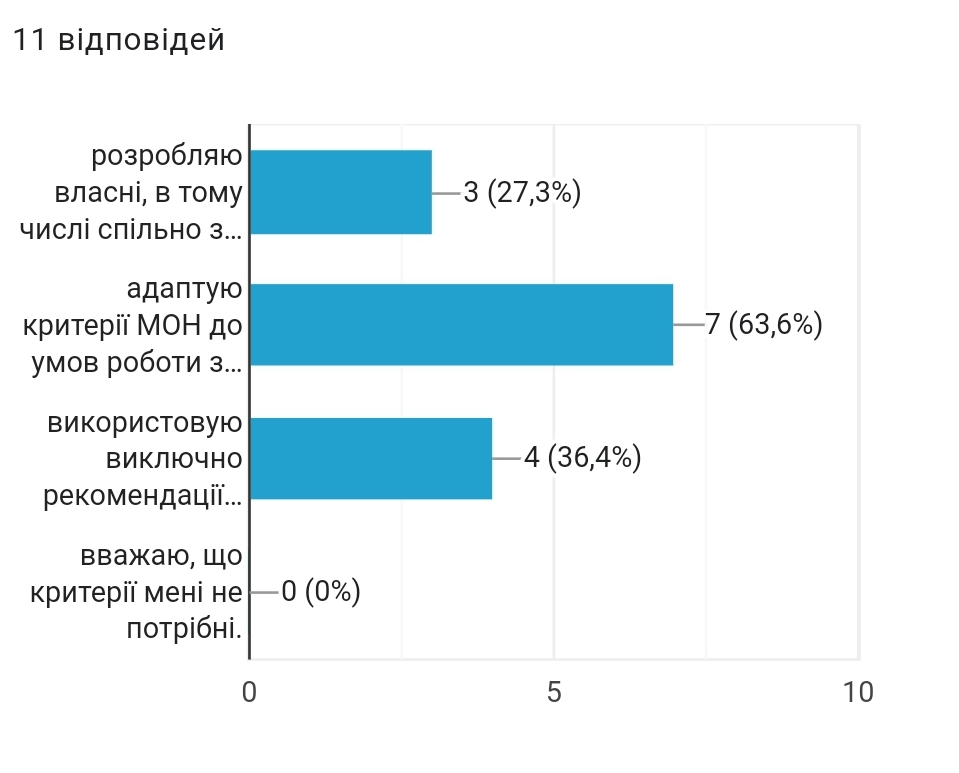 11 відповідей
розробляю
власні, в тому
числі спільно з...
3 (27,3%)
адаптую
критерії МОН до
умов роботи з...
7 (63,6%)
використовую
виключно
рекомендації...
4 (36,4%)
вважаю, що
критерії мені не
потрібні.
0 (0%)
0 5 10